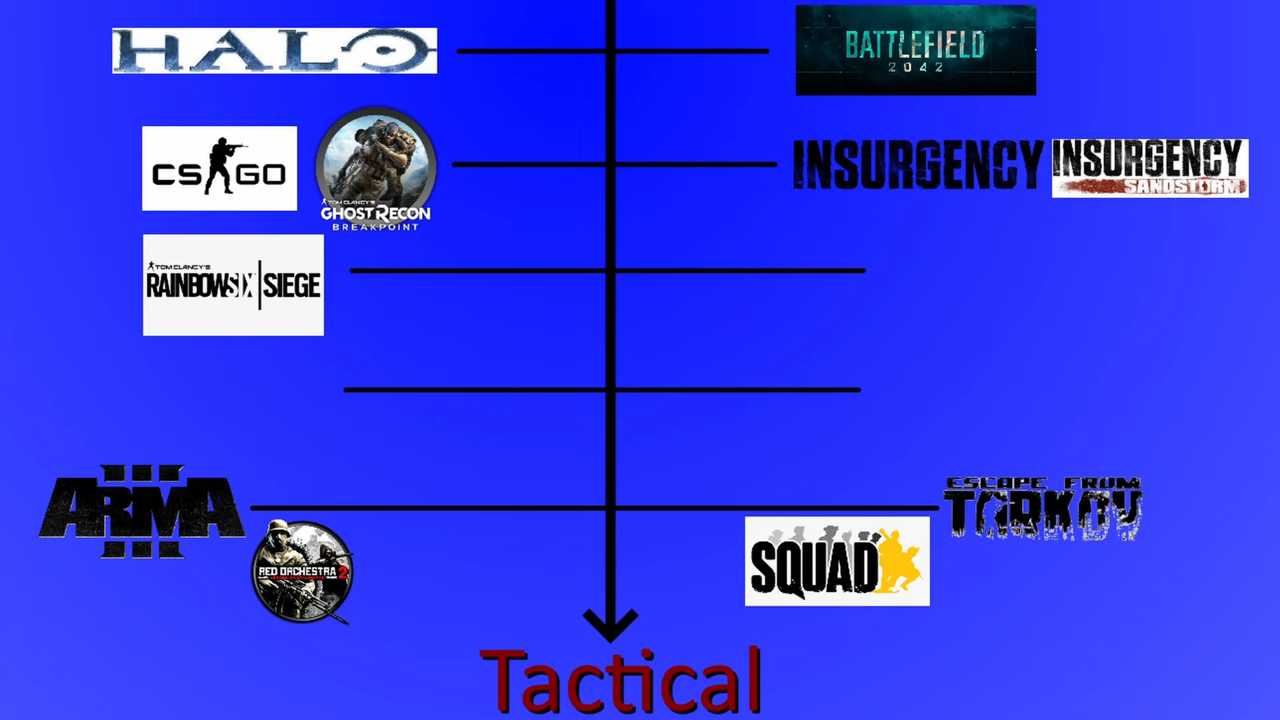 HALO
BATTLEFIELD
2042
CS GO
TOM CLANCY'S
GHOST RECON
BREAKPOINT
INSURGENCY
INSURGENCY
SANDSTORM
TOM CLANCY'S
RAINBOW SIX | SIEGE
ARMA
III
RED ORCHESTRA 2
ESCAPE FROM
TARKOV
SQUAD
Tactical